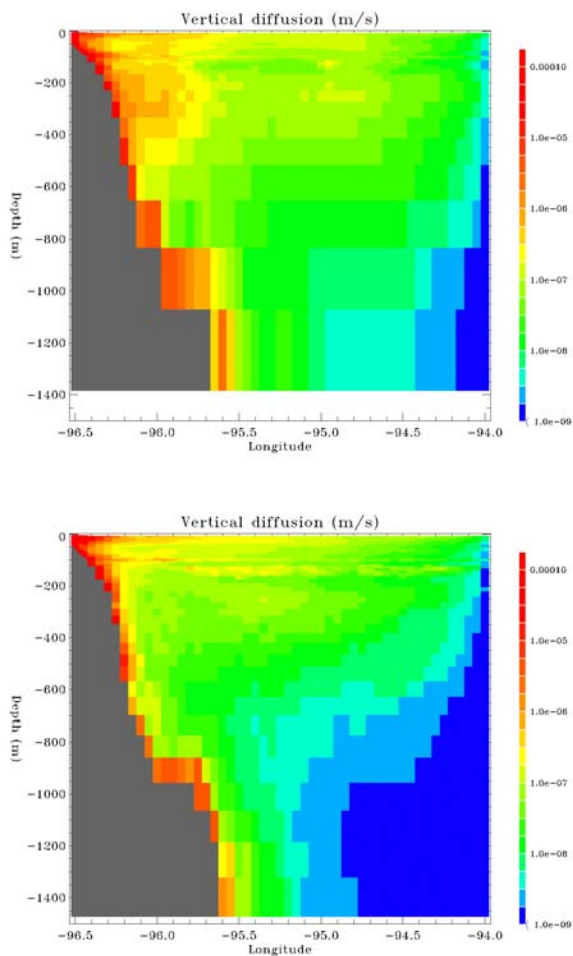 Vertical diffusion (m/s)
0
-200
-400
-600
-800
-1000
-1200
-1400
Depth (m)
-96.5 -96.0 -95.5 -95.0 -94.5 -94.0
Longitude
0.00010
1.0e-05
1.0e-06
1.0e-07
1.0e-08
1.0e-09
Vertical diffusion (m/s)
0
-200
-400
-600
-800
-1000
-1200
-1400
Depth (m)
-96.5 -96.0 -95.5 -95.0 -94.5 -94.0
Longitude
0.00010
1.0e-05
1.0e-06
1.0e-07
1.0e-08
1.0e-09